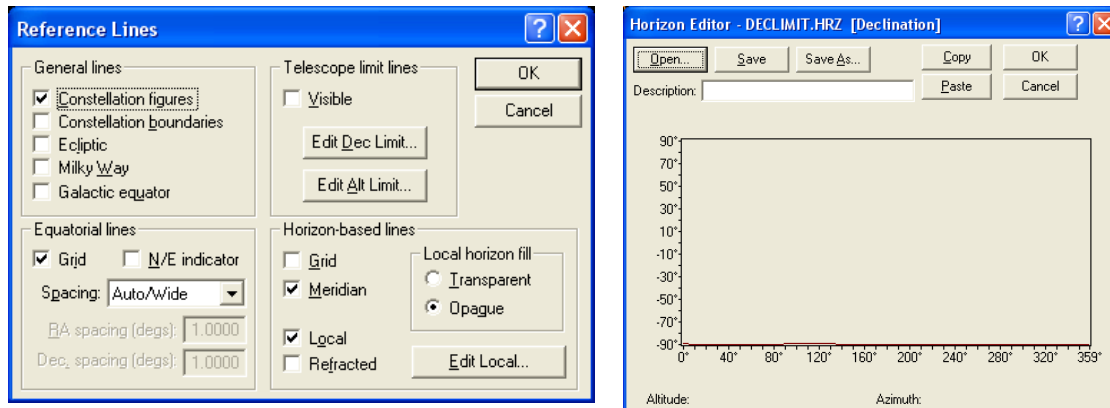 Reference Lines
General lines
Constellation figures
Constellation boundaries
Ecliptic
Milky Way
Galactic equator
Telescope limit lines
Visible
Edit Dec Limit...
Edit Alt Limit...
OK
Cancel
Equatorial lines
Grid N/E indicator
Spacing: Auto/Wide
RA spacing (degs): 1.0000
Dec. spacing (degs): 1.0000
Horizon-based lines
Grid
Meridian
Local
Refracted
Local horizon fill
Transparent
Opague
Edit Local...
Horizon Editor - DECLIMIT.HRZ [Declination]
Open... Save Save As... Copy OK
Description: Paste Cancel
90°
70°
50°
30°
10°
-10°
-30°
-50°
-70°
-90°
0° 40° 80° 120° 160° 200° 240° 280° 320° 359°
Altitude: Azimuth: